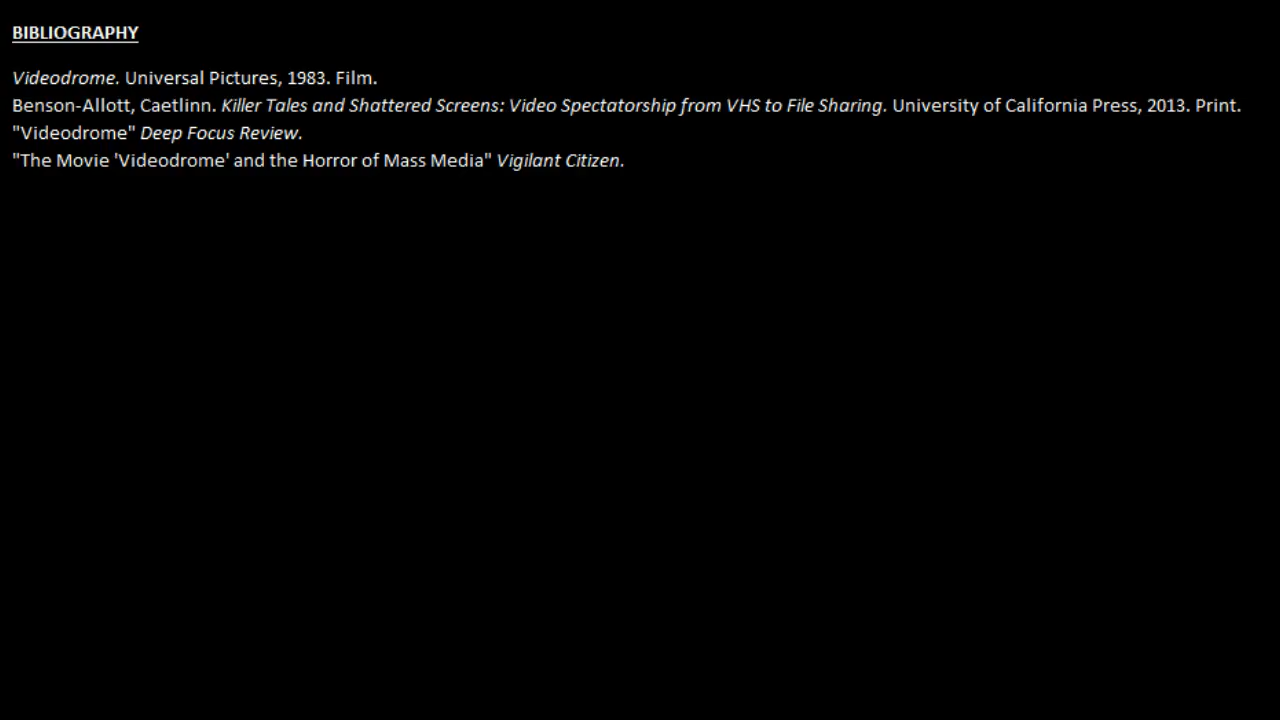 BIBLIOGRAPHY
Videodrome. Universal Pictures, 1983. Film.
Benson-Allott, Caetlinn. Killer Tales and Shattered Screens: Video Spectatorship from VHS to File Sharing. University of California Press, 2013. Print.
"Videodrome" Deep Focus Review.
"The Movie 'Videodrome' and the Horror of Mass Media" Vigilant Citizen.